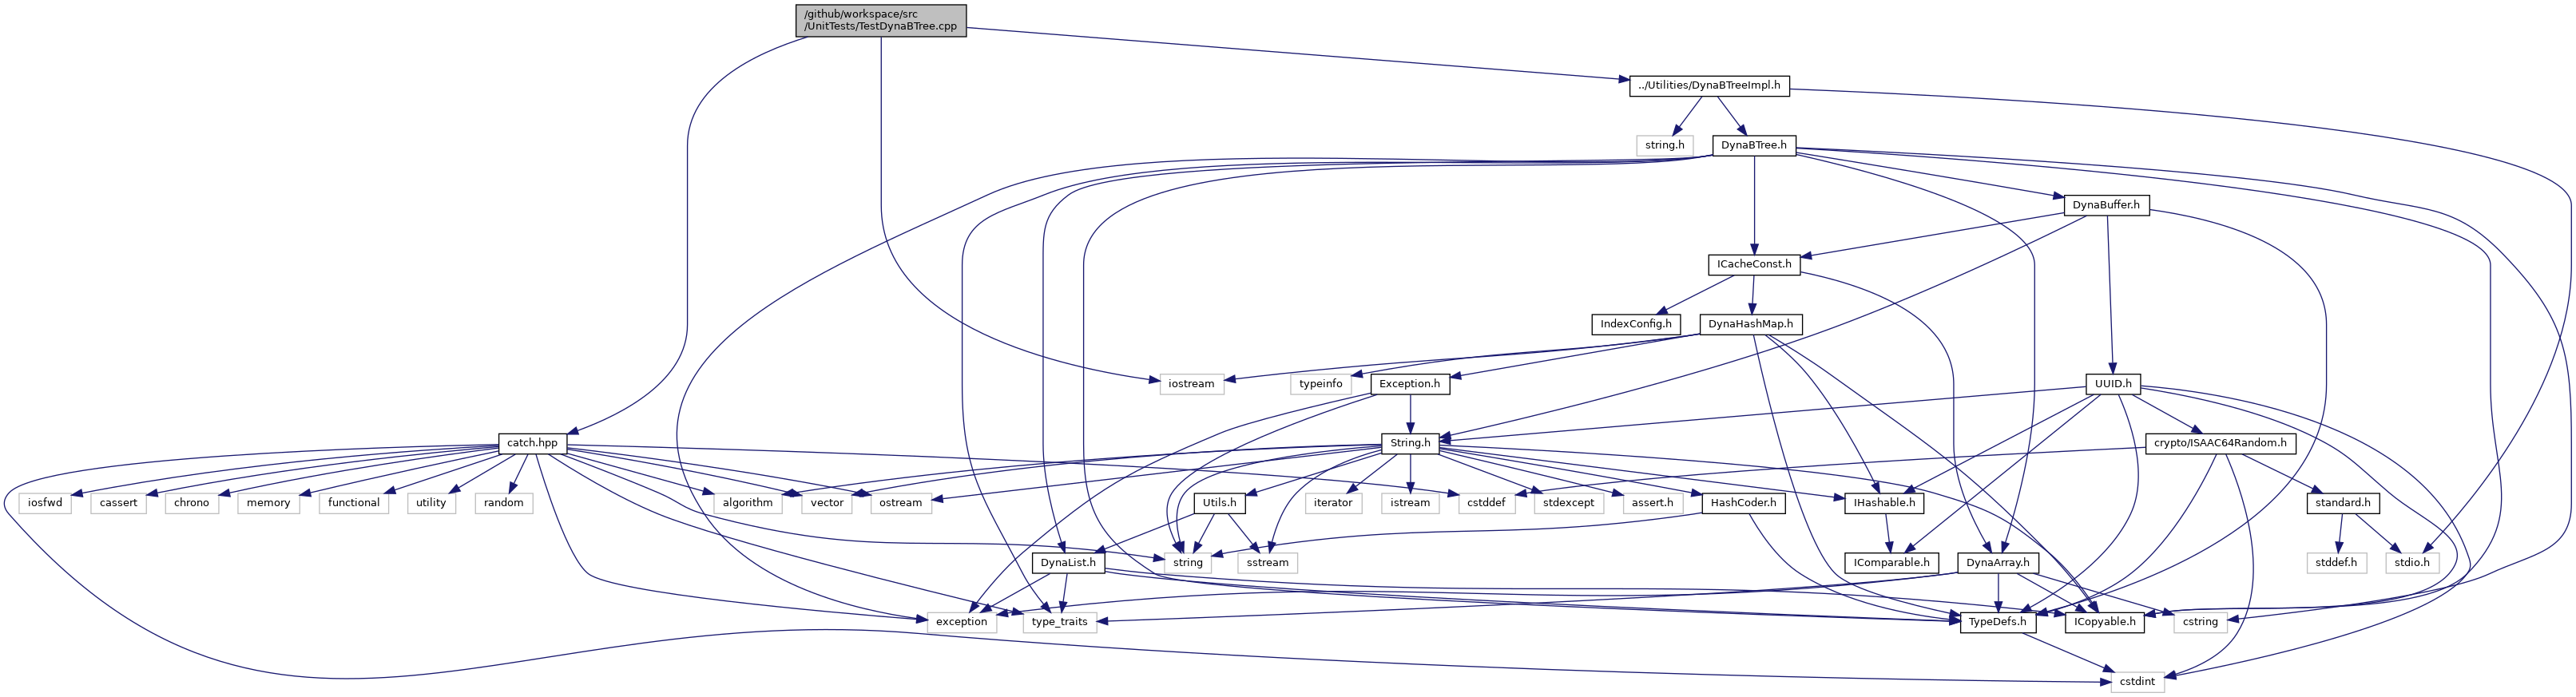 /github/workspace/src
/UnitTests/TestDynaBTree.cpp
../Utilities/DynaBTreeImpl.h
string.h
DynaBTree.h
DynaBuffer.h
ICacheConst.h
IndexConfig.h
DynaHashMap.h
iostream
typeinfo
Exception.h
UUID.h
catch.hpp
String.h
crypto/ISAAC64Random.h
iosfwd
cassert
chrono
memory
functional
utility
random
algorithm
vector
ostream
Utils.h
iterator
istream
cstddef
stdexcept
assert.h
HashCoder.h
IHashable.h
standard.h
DynaList.h
string
sstream
IComparable.h
DynaArray.h
stddef.h
stdio.h
exception
type_traits
TypeDefs.h
ICopyable.h
cstring
cstdint